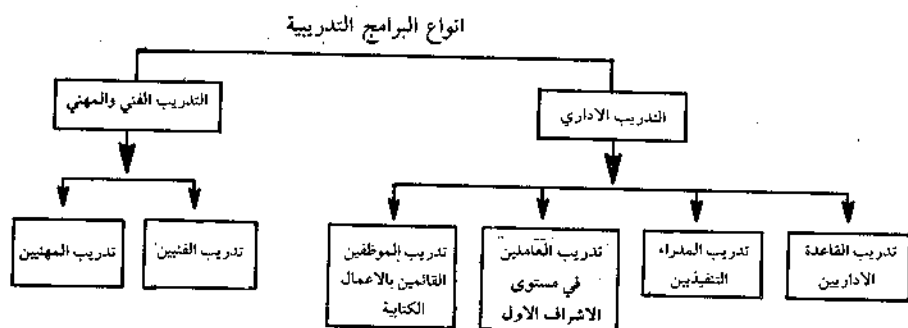 انواع البرامج التدريبية
التدريب الاداري
التدريب الفني والمهني
تدريب القاعدة
الاداريين
تدريب المدراء
التنفيذيين
تدريب العاملين
في مستوى
الاشراف الاول
تدريب الموظفين
القائمين بالاعمال
الكتابية
تدريب الفنيين
تدريب المهنيين